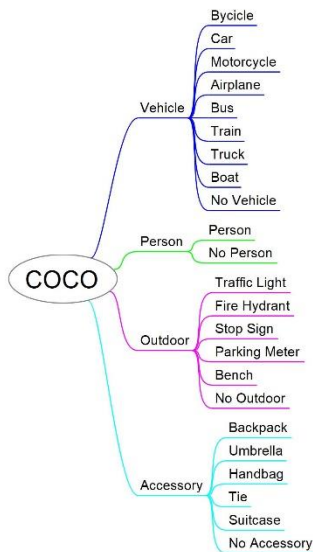 COCO
Vehicle
Bycicle
Car
Motorcycle
Airplane
Bus
Train
Truck
Boat
No Vehicle
Person
Person
No Person
Outdoor
Traffic Light
Fire Hydrant
Stop Sign
Parking Meter
Bench
No Outdoor
Accessory
Backpack
Umbrella
Handbag
Tie
Suitcase
No Accessory